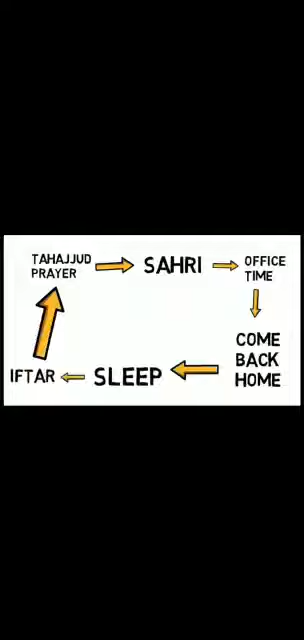 TAHAJJUD
PRAYER
SAHRI
OFFICE
TIME
COME
BACK
HOME
SLEEP
IFTAR